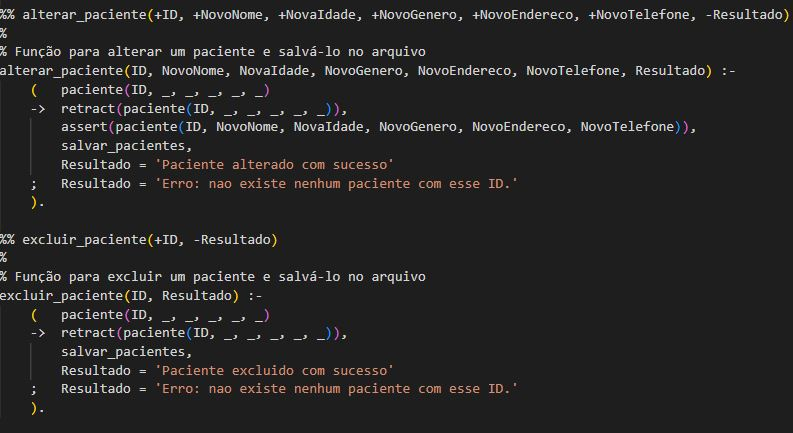 %% alterar_paciente(+ID, +NovoNome, +NovaIdade, +NovoGenero, +NovoEndereco, +NovoTelefone, -Resultado)
%
% Função para alterar um paciente e salvá-lo no arquivo
alterar_paciente(ID, NovoNome, NovaIdade, NovoGenero, NovoEndereco, NovoTelefone, Resultado) :-
    (   paciente(ID, _, _, _, _, _)
    ->  retract(paciente(ID, _, _, _, _, _)),
        assert(paciente(ID, NovoNome, NovaIdade, NovoGenero, NovoEndereco, NovoTelefone)),
        salvar_pacientes,
        Resultado = 'Paciente alterado com sucesso'
    ;   Resultado = 'Erro: nao existe nenhum paciente com esse ID.'
    ).

%% excluir_paciente(+ID, -Resultado)
%
% Função para excluir um paciente e salvá-lo no arquivo
excluir_paciente(ID, Resultado) :-
    (   paciente(ID, _, _, _, _, _)
    ->  retract(paciente(ID, _, _, _, _, _)),
        salvar_pacientes,
        Resultado = 'Paciente excluido com sucesso'
    ;   Resultado = 'Erro: nao existe nenhum paciente com esse ID.'
    ).